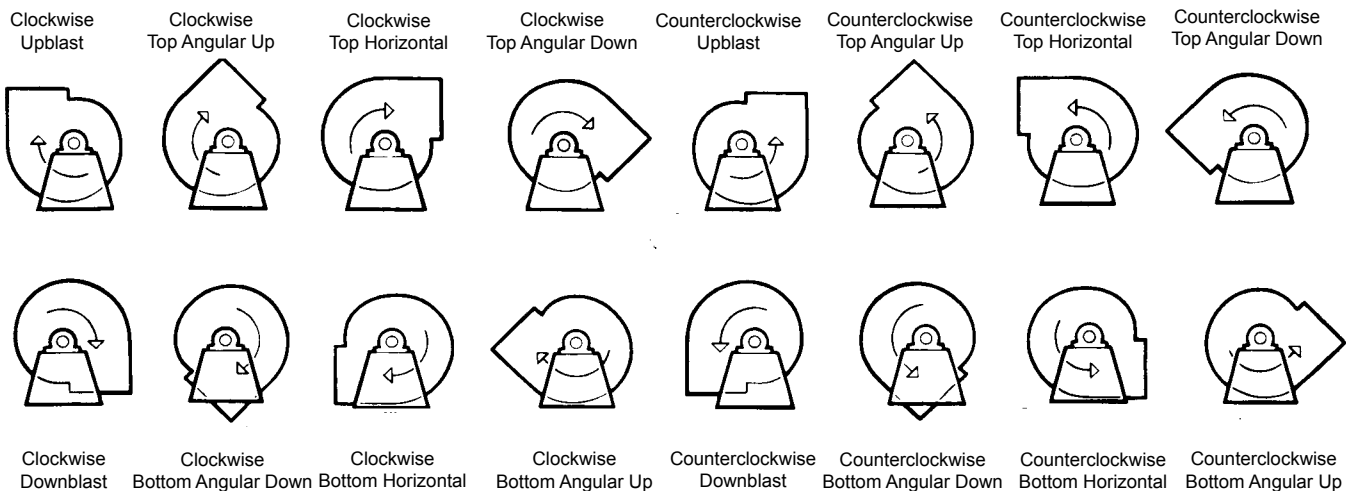 Clockwise
Upblast
Clockwise
Top Angular Up
Clockwise
Top Horizontal
Clockwise
Top Angular Down
Counterclockwise
Upblast
Counterclockwise
Top Angular Up
Counterclockwise
Top Horizontal
Counterclockwise
Top Angular Down
Clockwise
Downblast
Clockwise
Bottom Angular Down
Clockwise
Bottom Horizontal
Clockwise
Bottom Angular Up
Counterclockwise
Downblast
Counterclockwise
Bottom Angular Down
Counterclockwise
Bottom Horizontal
Counterclockwise
Bottom Angular Up